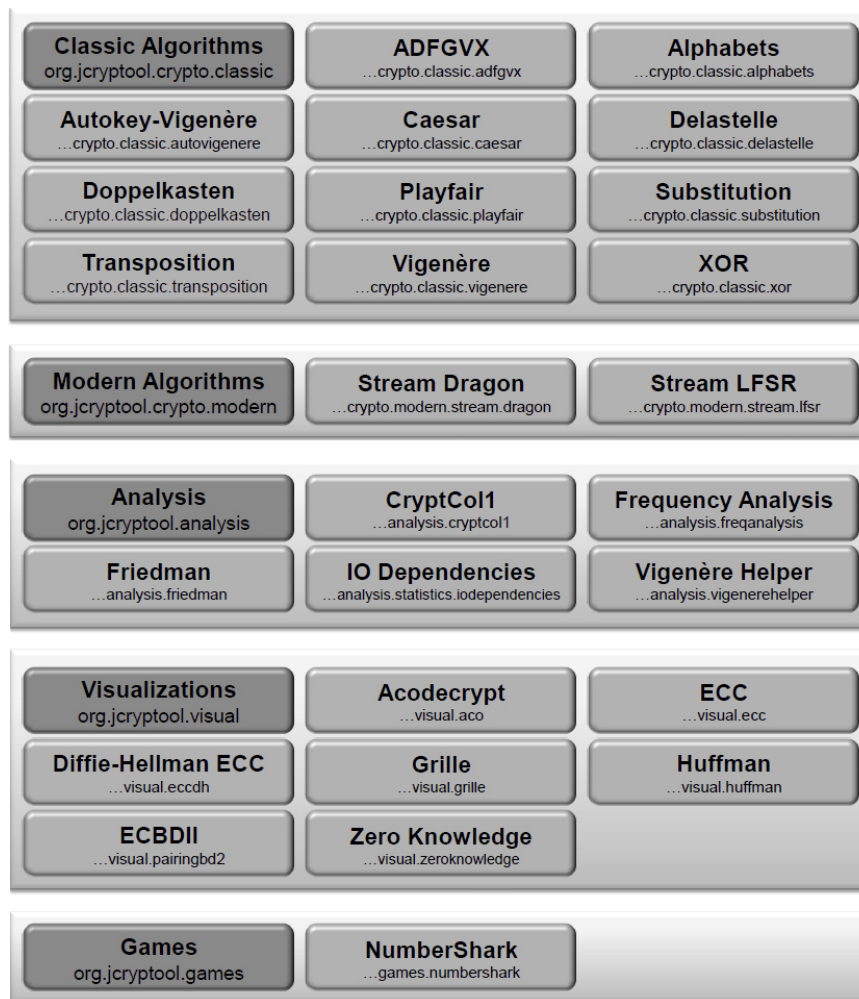 Classic Algorithms
org.jcryptool.crypto.classic
ADFGVX
…crypto.classic.adfgvx
Alphabets
…crypto.classic.alphabets
Autokey-Vigenère
…crypto.classic.autovigenere
Caesar
…crypto.classic.caesar
Delastelle
…crypto.classic.delastelle
Doppelkasten
…crypto.classic.doppelkasten
Playfair
…crypto.classic.playfair
Substitution
…crypto.classic.substitution
Transposition
…crypto.classic.transposition
Vigenère
…crypto.classic.vigenere
XOR
…crypto.classic.xor
Modern Algorithms
org.jcryptool.crypto.modern
Stream Dragon
…crypto.modern.stream.dragon
Stream LFSR
…crypto.modern.stream.lfsr
Analysis
org.jcryptool.analysis
CryptCol1
…analysis.cryptcol1
Frequency Analysis
…analysis.freqanalysis
Friedman
…analysis.friedman
IO Dependencies
…analysis.statistics.iodependencies
Vigenère Helper
…analysis.vigenerehelper
Visualizations
org.jcryptool.visual
Acodecrypt
…visual.aco
ECC
…visual.ecc
Diffie-Hellman ECC
…visual.eccdh
Grille
…visual.grille
Huffman
…visual.huffman
ECBDII
…visual.pairingbd2
Zero Knowledge
…visual.zeroknowledge
Games
org.jcryptool.games
NumberShark
…games.numbershark